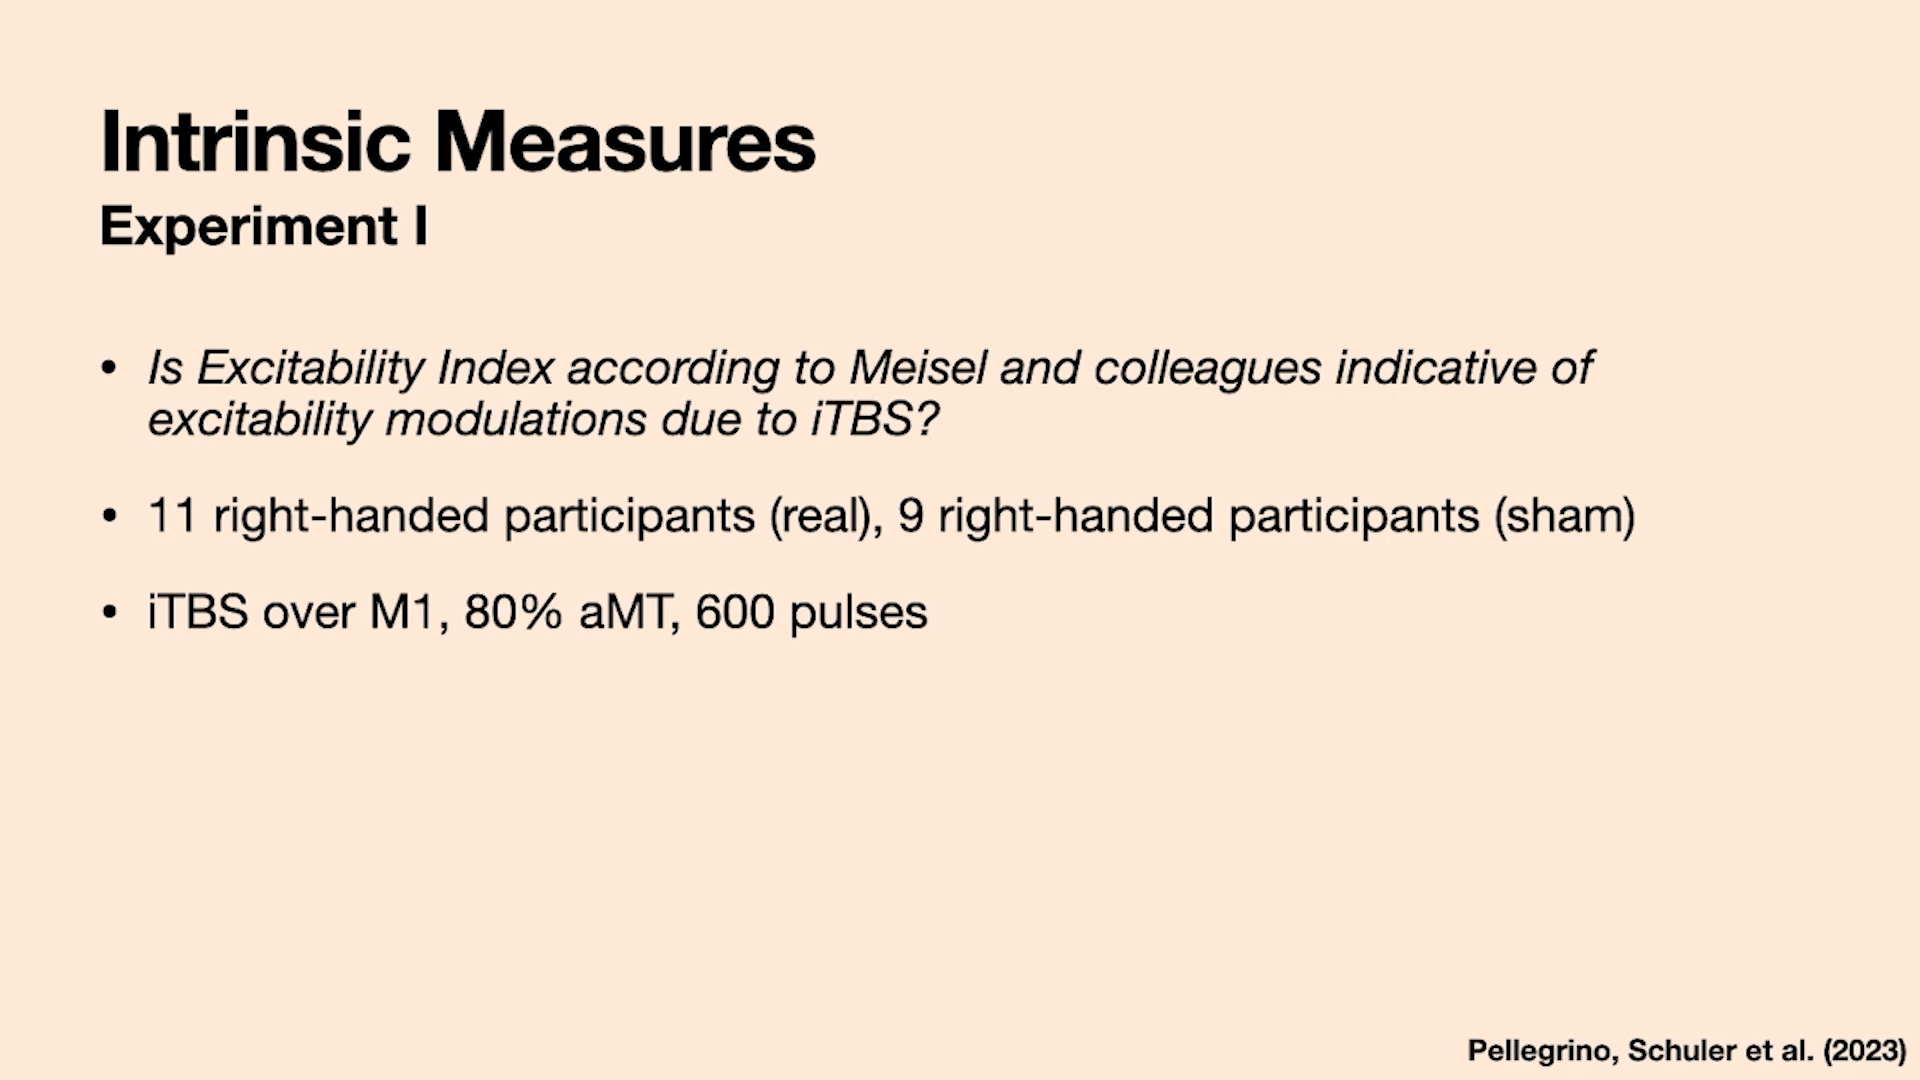 Intrinsic Measures
Experiment I
• Is Excitability Index according to Meisel and colleagues indicative of
excitability modulations due to iTBS?
• 11 right-handed participants (real), 9 right-handed participants (sham)
• iTBS over M1, 80% aMT, 600 pulses
Pellegrino, Schuler et al. (2023)